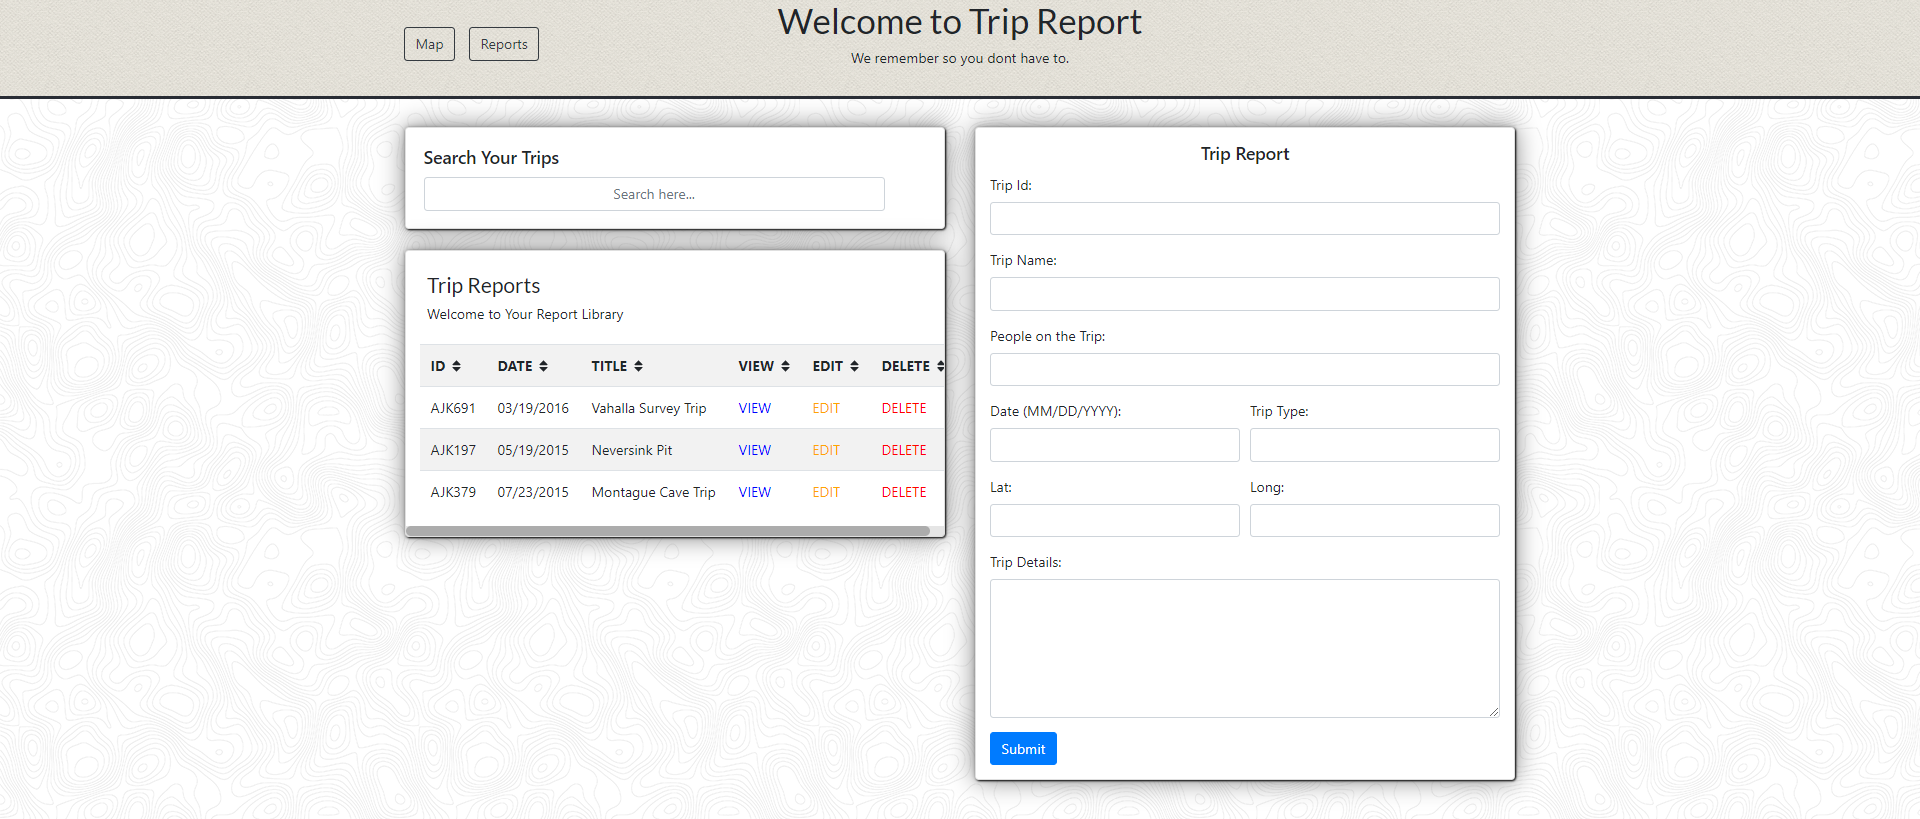 Map
Reports
Welcome to Trip Report
We remember so you dont have to.
Search Your Trips
Search here...
Trip Reports
Welcome to Your Report Library
ID DATE TITLE VIEW EDIT DELETE
AJK691 03/19/2016 Vahalla Survey Trip VIEW EDIT DELETE
AJK197 05/19/2015 Neversink Pit VIEW EDIT DELETE
AJK379 07/23/2015 Montague Cave Trip VIEW EDIT DELETE
Trip Report
Trip Id:
Trip Name:
People on the Trip:
Date (MM/DD/YYYY): Trip Type:
Lat: Long:
Trip Details:
Submit